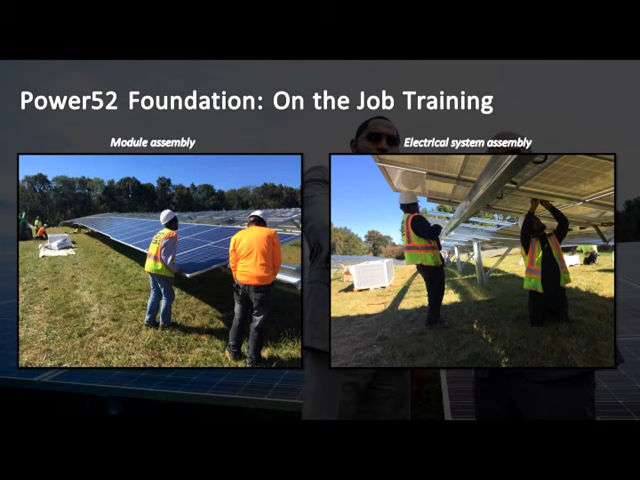 Power52 Foundation: On the Job Training
Module assembly
Electrical system assembly